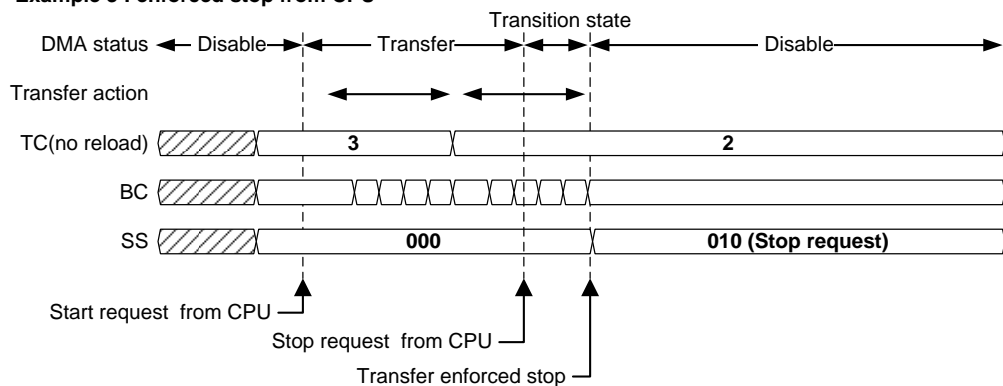 Example 3 : enforced stop from CPU
Transition state
DMA status Disable Transfer Disable
Transfer action
TC(no reload) 3 2
BC
SS 000 010 (Stop request)
Start request from CPU
Stop request from CPU
Transfer enforced stop